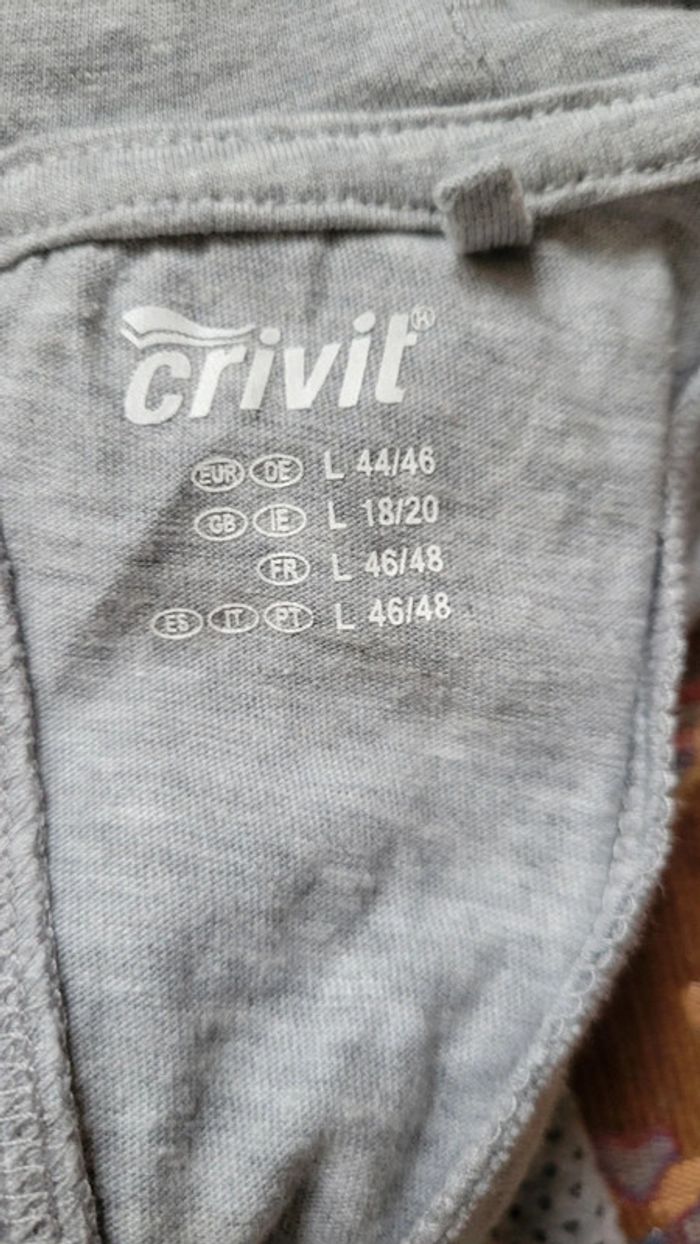 crivit®
EUR DE L 44/46
GB IE L 18/20
FR L 46/48
ES IT PT L 46/48